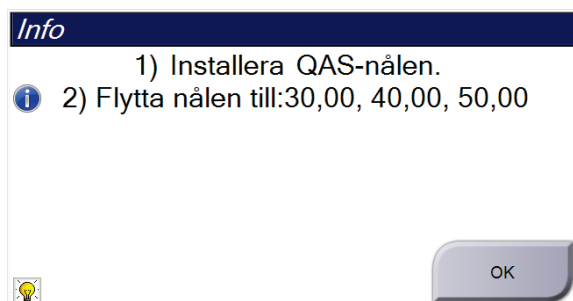 Info
1) Installera QAS-nålen.
2) Flytta nålen till:30,00, 40,00, 50,00
OK